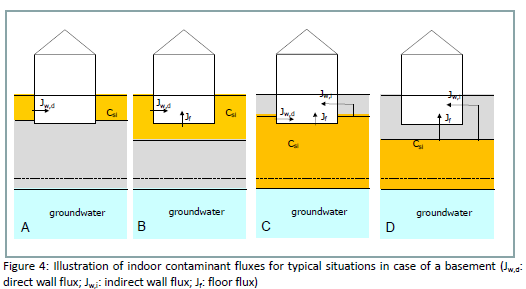 Jw,d
Csi
groundwater
A
Jw,d
Jf
Csi
groundwater
B
Jw,i
Jw,d
Jf
Csi
groundwater
C
Jw,i
Jf
Csi
groundwater
D
Figure 4: Illustration of indoor contaminant fluxes for typical situations in case of a basement (Jw,d:
direct wall flux; Jw,i: indirect wall flux; Jf: floor flux)